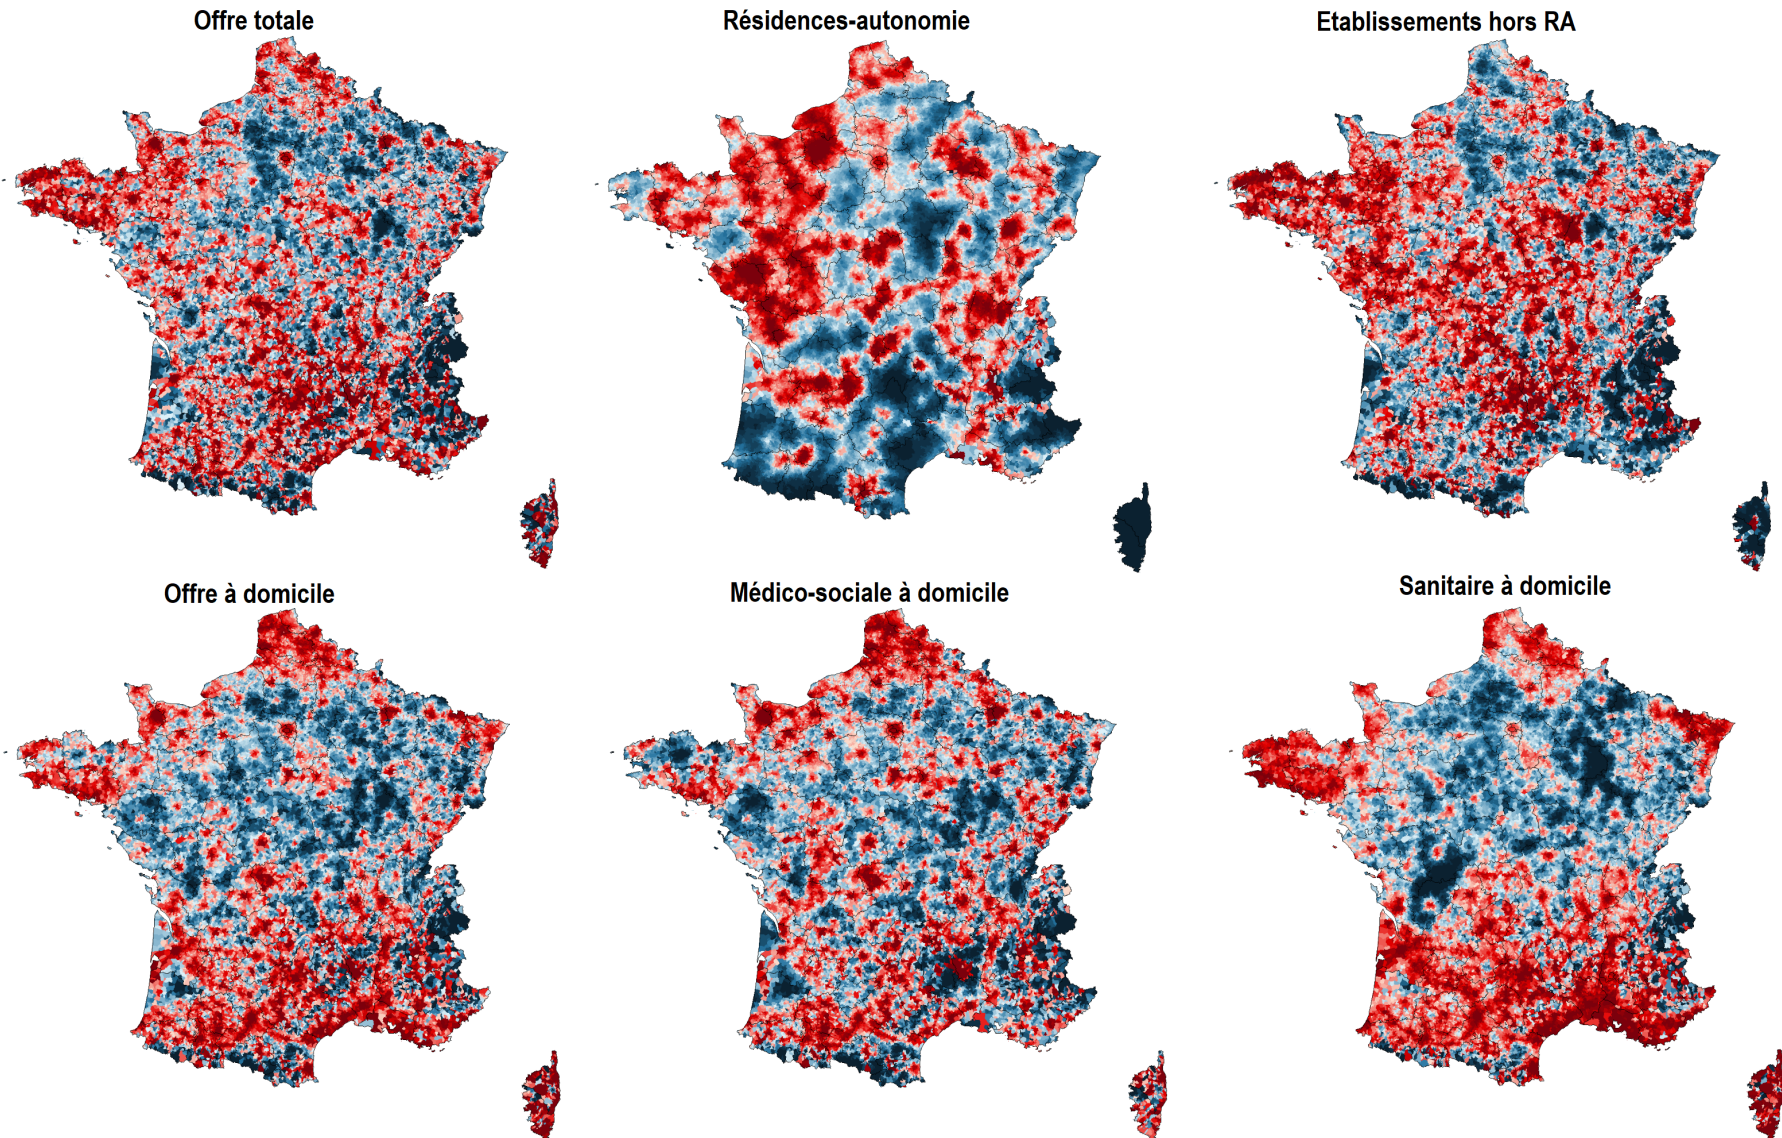 Offre totale
Résidences-autonomie
Etablissements hors RA
Offre à domicile
Médico-sociale à domicile
Sanitaire à domicile